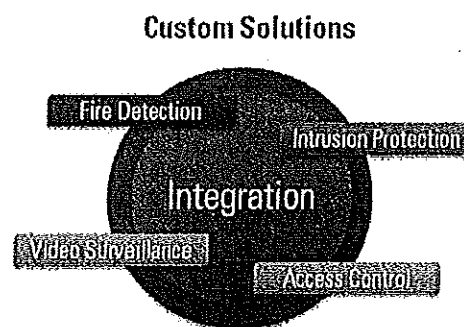 Custom Solutions
Fire Detection
Intrusion Protection
Integration
Video Surveillance
Access Control